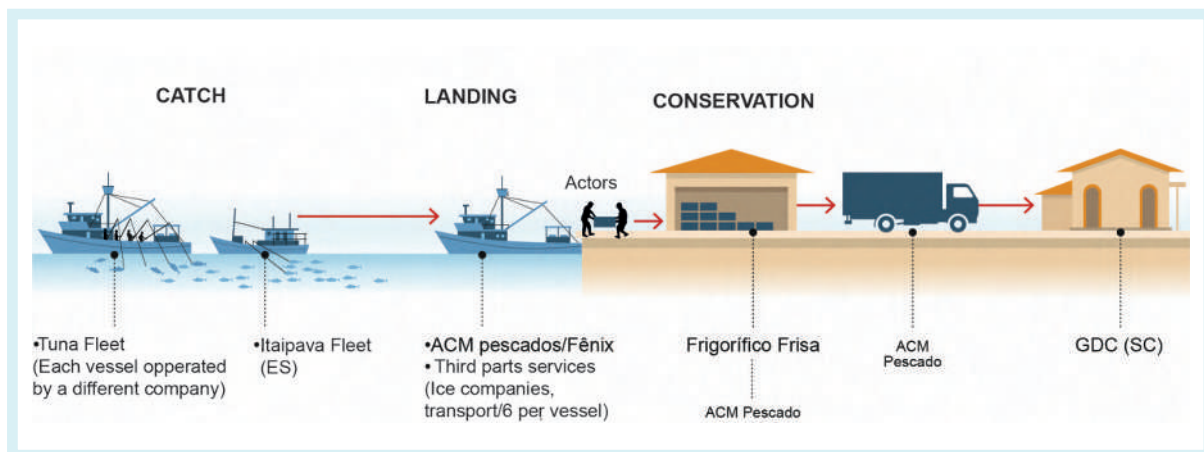 CATCH
LANDING
CONSERVATION
Actors
•Tuna Fleet
(Each vessel opperated
by a different company)
•Itaipava Fleet
(ES)
•ACM pescados/Fênix
• Third parts services
(Ice companies,
transport/6 per vessel)
Frigorífico Frisa
ACM Pescado
ACM
Pescado
GDC (SC)